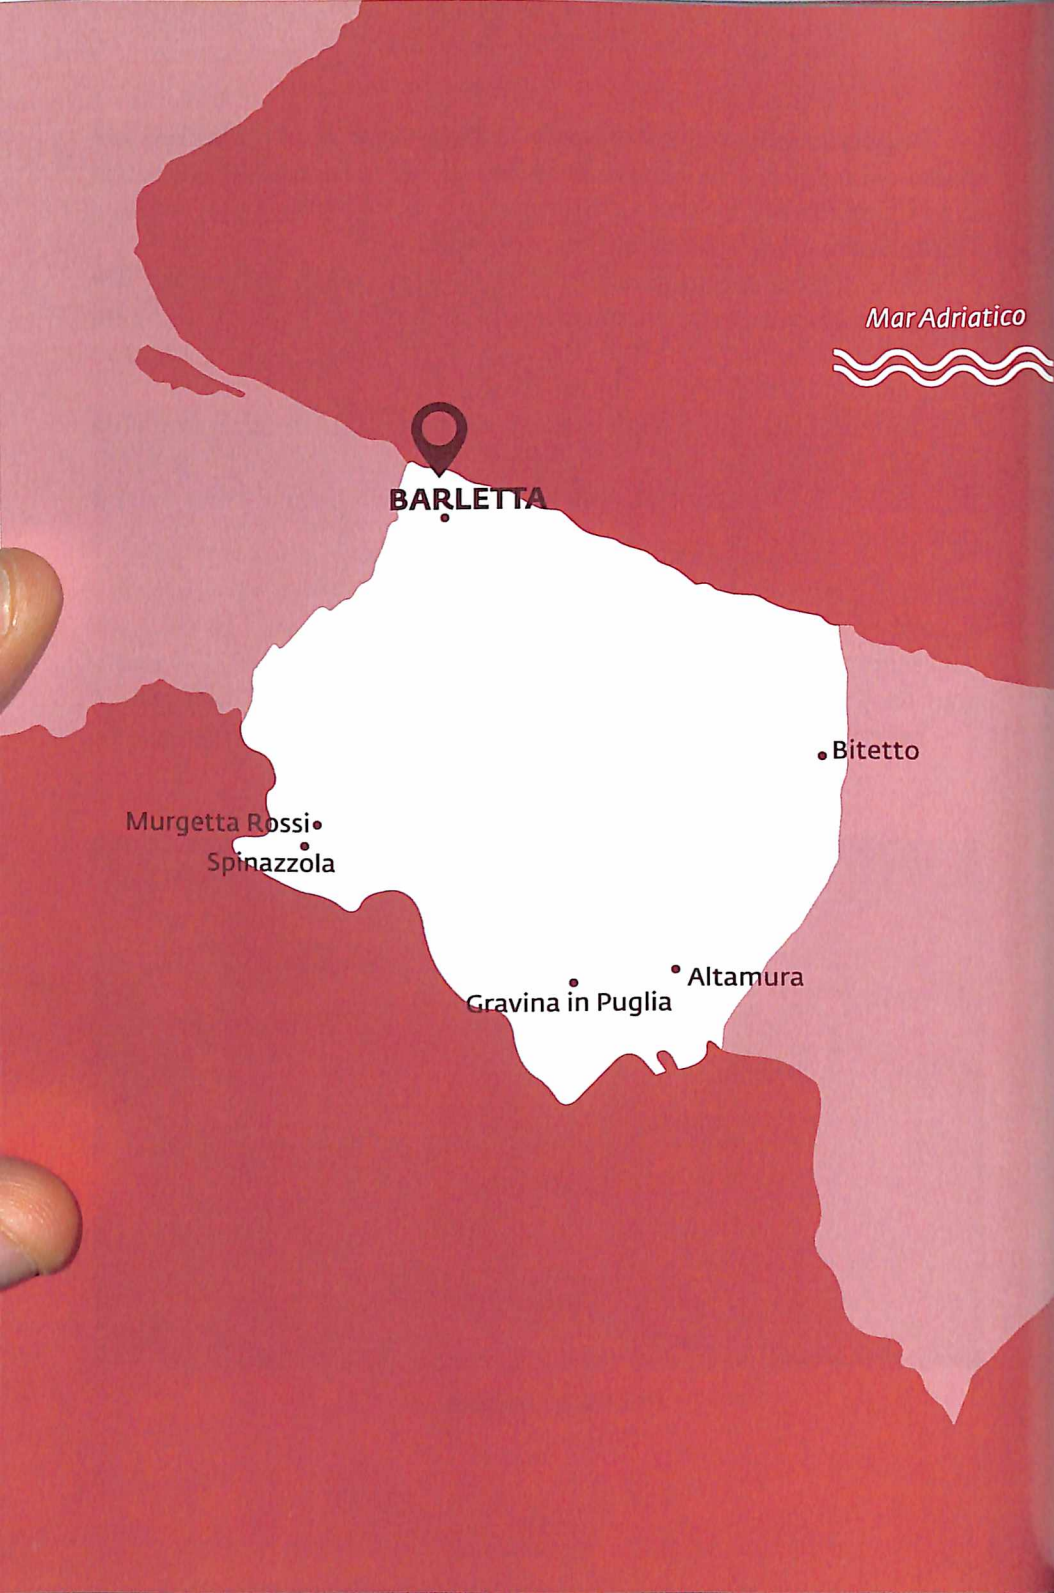 Mar Adriatico
BARLETTA
Bitetto
Murgetta Rossi
Spinazzola
Altamura
Gravina in Puglia